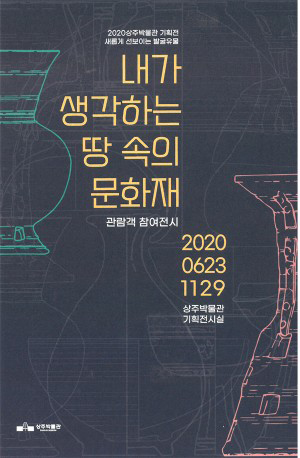 2020상주박물관 기획전
새롭게 선보이는 발굴유물
내가
생각하는
땅 속의
문화재
관람객 참여전시
2020
0623
1129
상주박물관
기획전시실
상주박물관